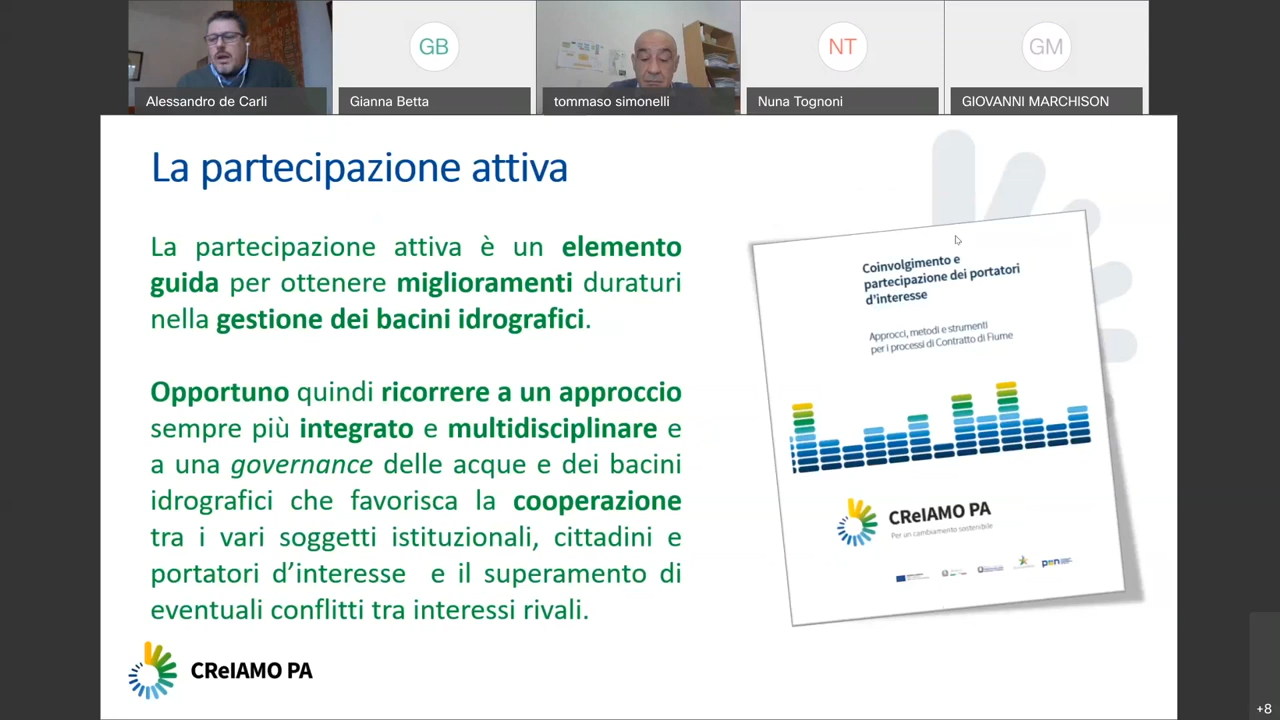 GB
NT
GM
Alessandro de Carli
Gianna Betta
tommaso simonelli
Nuna Tognoni
GIOVANNI MARCHISON
La partecipazione attiva
La partecipazione attiva è un elemento
guida per ottenere miglioramenti duraturi
nella gestione dei bacini idrografici.
Opportuno quindi ricorrere a un approccio
sempre più integrato e multidisciplinare e
a una governance delle acque e dei bacini
idrografici che favorisca la cooperazione
tra i vari soggetti istituzionali, cittadini e
portatori d’interesse e il superamento di
eventuali conflitti tra interessi rivali.
CReIAMO PA
Coinvolgimento e
partecipazione dei portatori
d’interesse
Approcci, metodi e strumenti
per i processi di Contratto di Fiume
CReIAMO PA
Per un cambiamento sostenibile
+8